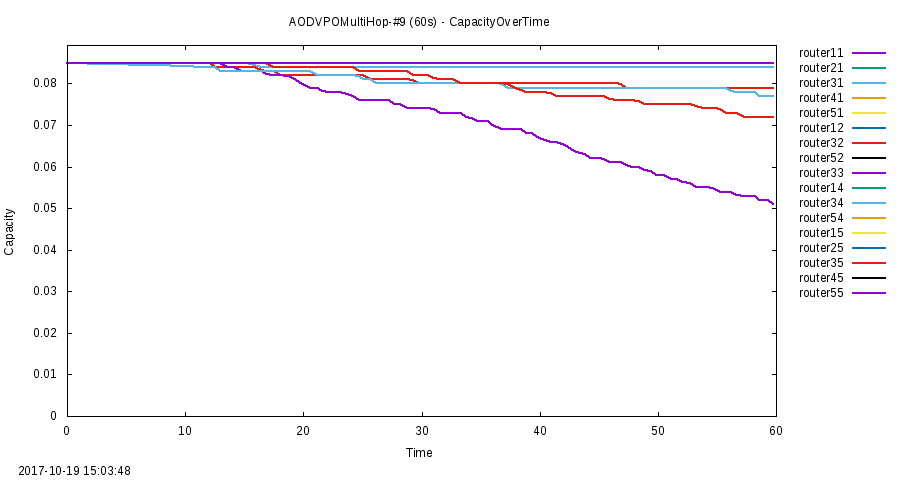 AODVPOMultiHop-#9 (60s) - CapacityOverTime
router11
router21
router31
router41
router51
router12
router32
router52
router33
router14
router34
router54
router15
router25
router35
router45
router55
0.08
0.07
0.06
0.05
0.04
0.03
0.02
0.01
0
Capacity
0 10 20 30 40 50 60
Time
2017-10-19 15:03:48